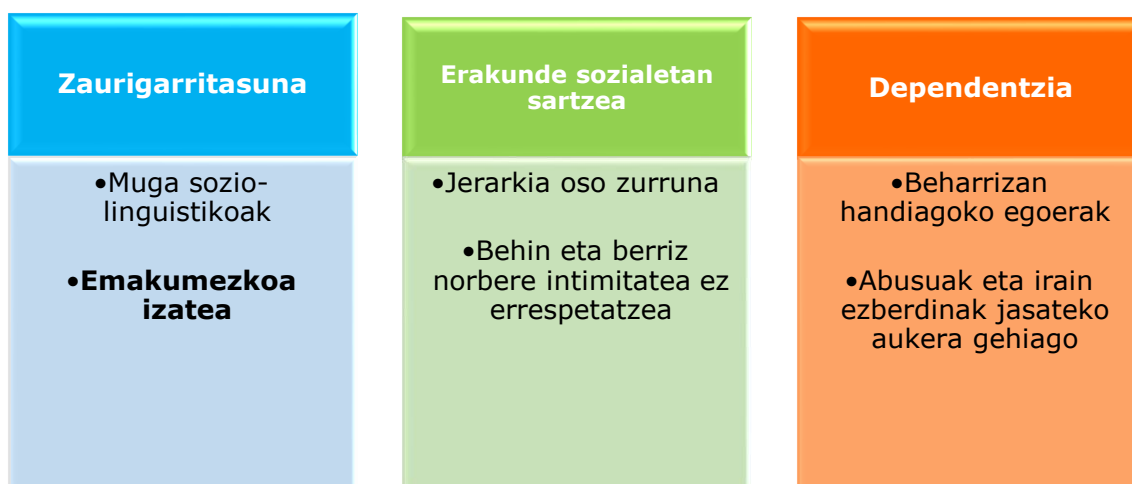 Zaurigarritasuna
•Muga sozio-
linguistikoak
•Emakumezkoa
izatea
Erakunde sozialetan
sartzea
•Jerarkia oso zurruna
•Behin eta berriz
norbere intimitatea ez
errespetatzea
Dependentzia
•Beharrizan
handiagoko egoerak
•Abusuak eta irain
ezberdinak jasateko
aukera gehiago